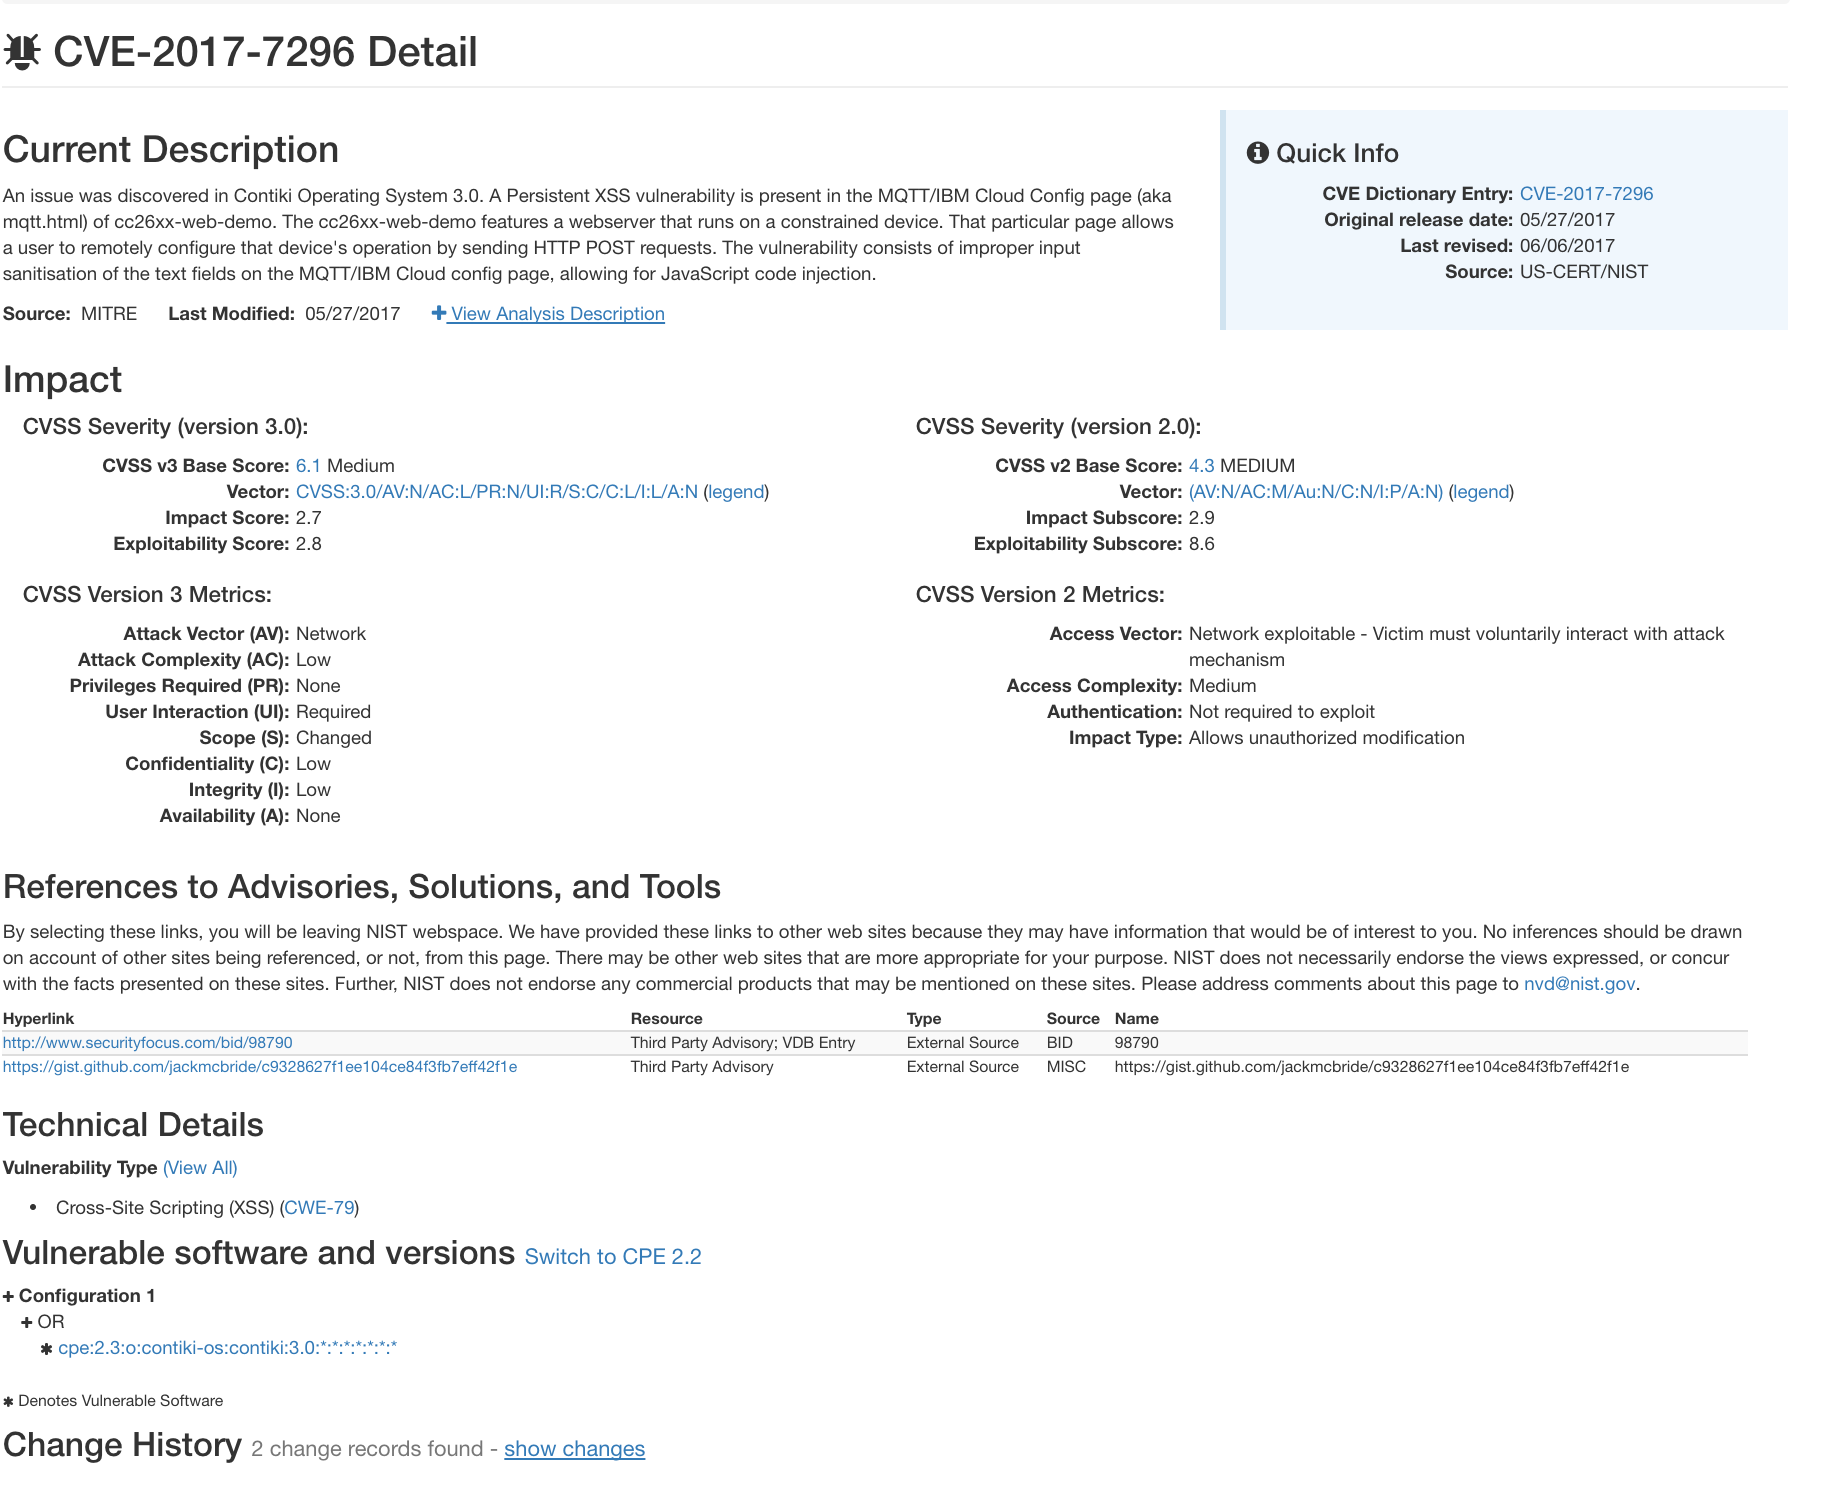 CVE-2017-7296 Detail
Current Description
An issue was discovered in Contiki Operating System 3.0. A Persistent XSS vulnerability is present in the MQTT/IBM Cloud Config page (aka
mqtt.html) of cc26xx-web-demo. The cc26xx-web-demo features a webserver that runs on a constrained device. That particular page allows
a user to remotely configure that device's operation by sending HTTP POST requests. The vulnerability consists of improper input
sanitisation of the text fields on the MQTT/IBM Cloud config page, allowing for JavaScript code injection.
Source: MITRE Last Modified: 05/27/2017 + View Analysis Description
Quick Info
CVE Dictionary Entry: CVE-2017-7296
Original release date: 05/27/2017
Last revised: 06/06/2017
Source: US-CERT/NIST
Impact
CVSS Severity (version 3.0):
CVSS v3 Base Score: 6.1 Medium
Vector: CVSS:3.0/AV:N/AC:L/PR:N/UI:R/S:C/C:L/I:L/A:N (legend)
Impact Score: 2.7
Exploitability Score: 2.8
CVSS Version 3 Metrics:
Attack Vector (AV): Network
Attack Complexity (AC): Low
Privileges Required (PR): None
User Interaction (UI): Required
Scope (S): Changed
Confidentiality (C): Low
Integrity (I): Low
Availability (A): None
CVSS Severity (version 2.0):
CVSS v2 Base Score: 4.3 MEDIUM
Vector: (AV:N/AC:M/Au:N/C:N/I:P/A:N) (legend)
Impact Subscore: 2.9
Exploitability Subscore: 8.6
CVSS Version 2 Metrics:
Access Vector: Network exploitable - Victim must voluntarily interact with attack
mechanism
Access Complexity: Medium
Authentication: Not required to exploit
Impact Type: Allows unauthorized modification
References to Advisories, Solutions, and Tools
By selecting these links, you will be leaving NIST webspace. We have provided these links to other web sites because they may have information that would be of interest to you. No inferences should be drawn
on account of other sites being referenced, or not, from this page. There may be other web sites that are more appropriate for your purpose. NIST does not necessarily endorse the views expressed, or concur
with the facts presented on these sites. Further, NIST does not endorse any commercial products that may be mentioned on these sites. Please address comments about this page to nvd@nist.gov.
Hyperlink Resource Type Source Name
http://www.securityfocus.com/bid/98790 Third Party Advisory; VDB Entry External Source BID 98790
https://gist.github.com/jackmcbride/c9328627f1ee104ce84f3fb7eff42f1e Third Party Advisory External Source MISC https://gist.github.com/jackmcbride/c9328627f1ee104ce84f3fb7eff42f1e
Technical Details
Vulnerability Type (View All)
• Cross-Site Scripting (XSS) (CWE-79)
Vulnerable software and versions Switch to CPE 2.2
+ Configuration 1
+ OR
* cpe:2.3:o:contiki-os:contiki:3.0:*:*:*:*:*:*:*
* Denotes Vulnerable Software
Change History 2 change records found - show changes